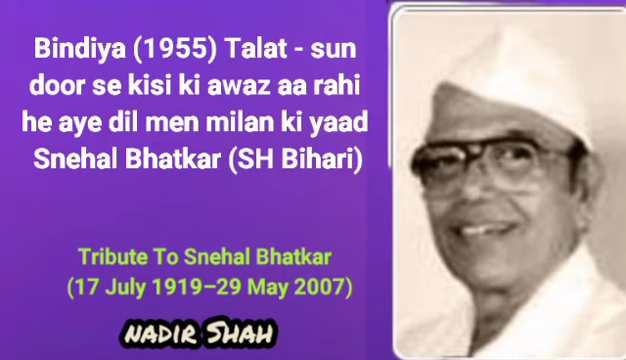 Bindiya (1955) Talat - sun
door se kisi ki awaz aa rahi
he aye dil men milan ki yaad
Snehal Bhatkar (SH Bihari)
Tribute To Snehal Bhatkar
(17 July 1919–29 May 2007)
NADIR SHAH